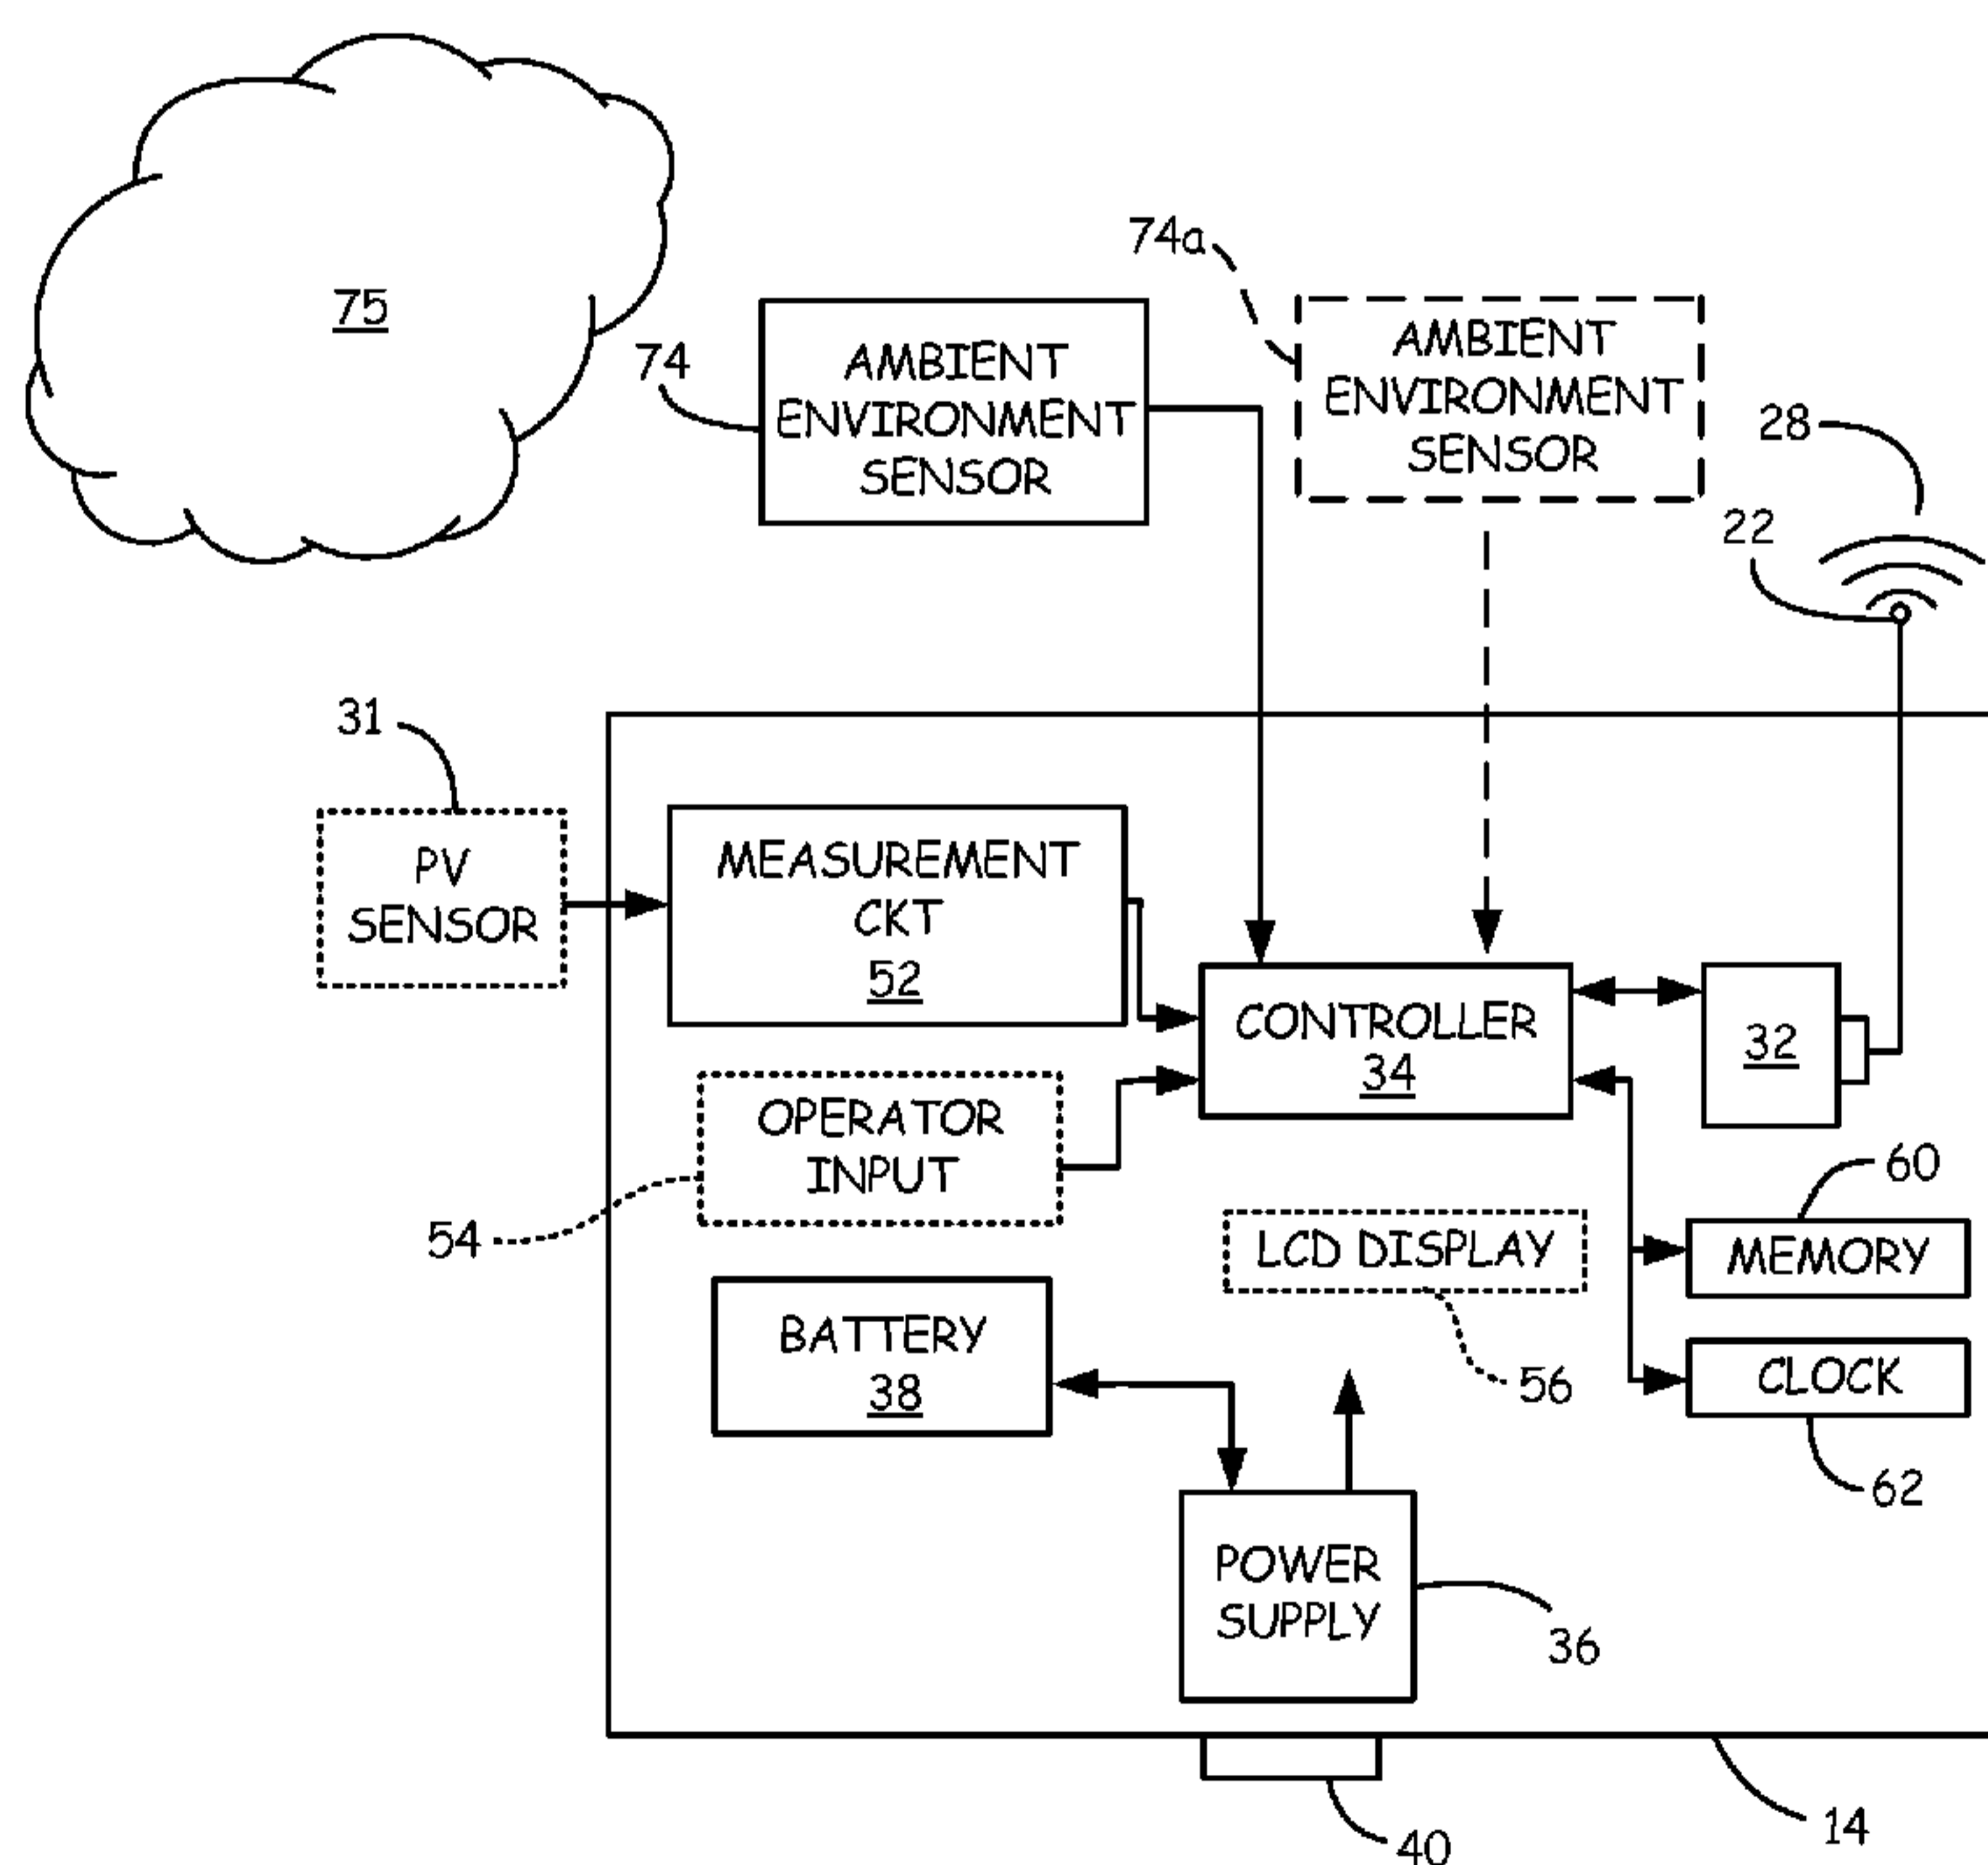 75
74
AMBIENT
ENVIRONMENT
SENSOR
74a
AMBIENT
ENVIRONMENT
SENSOR
28
22
31
PV
SENSOR
MEASUREMENT
CKT
52
CONTROLLER
34
32
OPERATOR
INPUT
54
LCD DISPLAY
56
60
MEMORY
CLOCK
62
BATTERY
38
POWER
SUPPLY
36
40
14